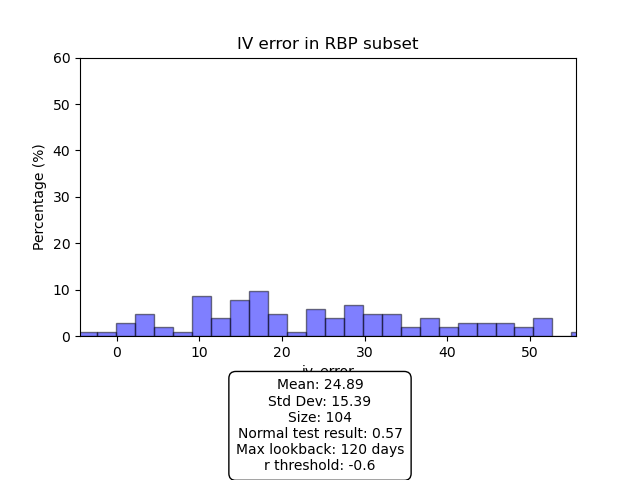 IV error in RBP subset
60
50
40
30
20
10
0
Percentage (%)
0 10 20 30 40 50
iv_error
Mean: 24.89
Std Dev: 15.39
Size: 104
Normal test result: 0.57
Max lookback: 120 days
r threshold: -0.6